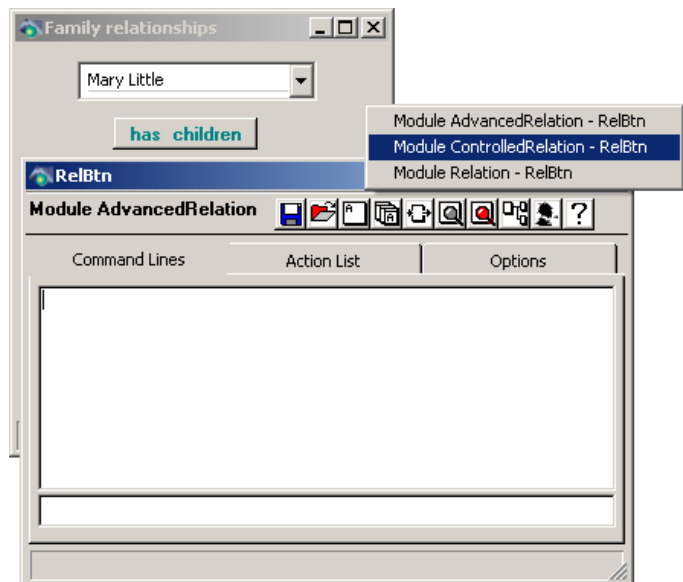 Family relationships
Mary Little
has children
Module AdvancedRelation - RelBtn
Module ControlledRelation - RelBtn
Module Relation - RelBtn
RelBtn
Module AdvancedRelation
Command Lines
Action List
Options